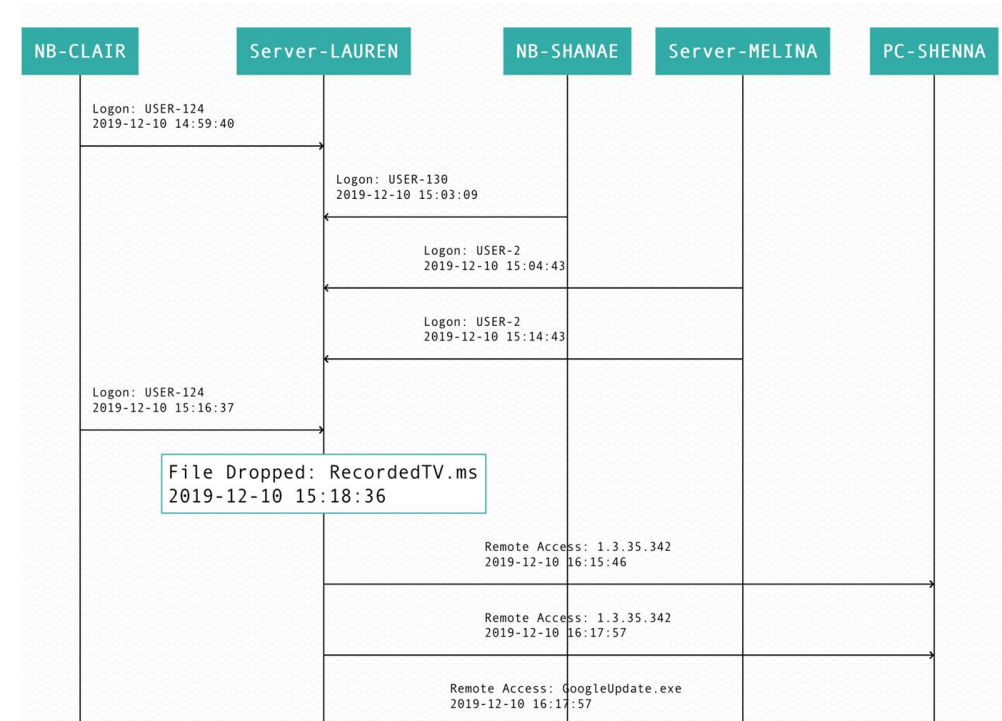 NB-CLAIR Server-LAUREN NB-SHANAE Server-MELINA PC-SHENNA
Logon: USER-124
2019-12-10 14:59:40
Logon: USER-130
2019-12-10 15:03:09
Logon: USER-2
2019-12-10 15:04:43
Logon: USER-2
2019-12-10 15:14:43
Logon: USER-124
2019-12-10 15:16:37
File Dropped: RecordedTV.ms
2019-12-10 15:18:36
Remote Access: 1.3.35.342
2019-12-10 16:15:46
Remote Access: 1.3.35.342
2019-12-10 16:17:57
Remote Access: GoogleUpdate.exe
2019-12-10 16:17:57